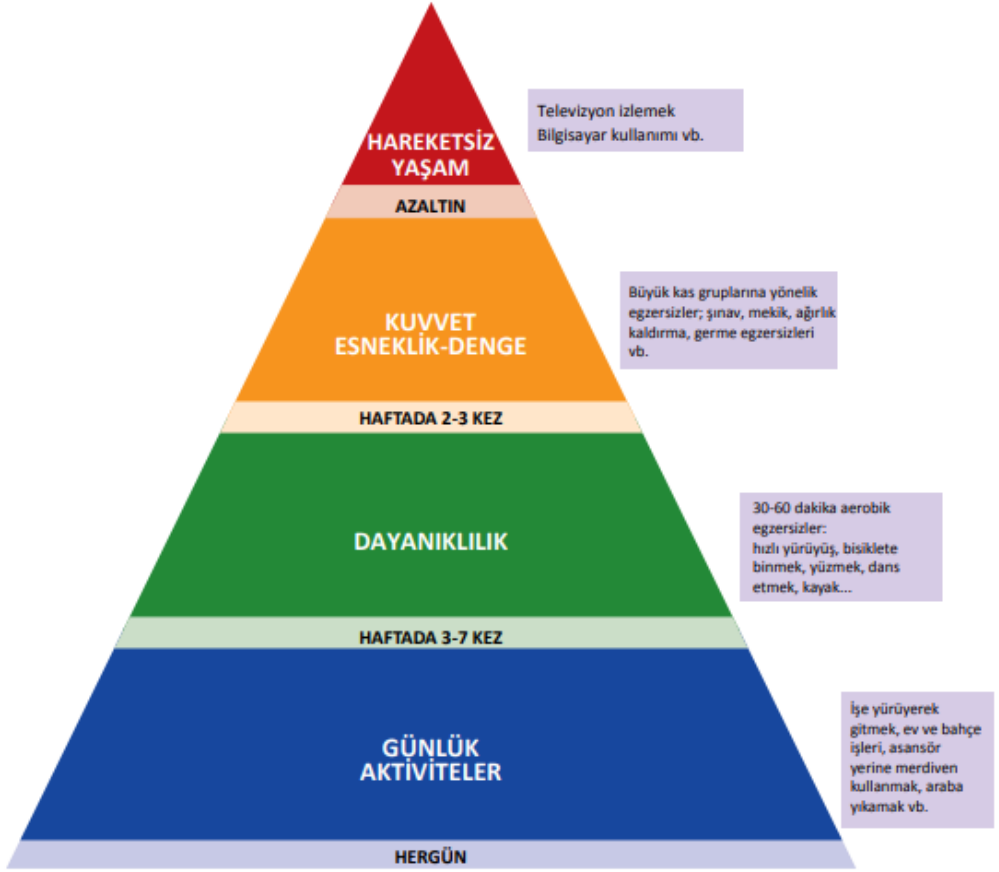 HAREKETSİZ
YAŞAM
Televizyon izlemek
Bilgisayar kullanımı vb.
AZALTIN
KUVVET
ESNEKLİK-DENGE
Büyük kas gruplarına yönelik
egzersizler; şınav, mekik, ağırlık
kaldırma, germe egzersizleri
vb.
HAFTADA 2-3 KEZ
DAYANIKLILIK
30-60 dakika aerobik
egzersizler:
hızlı yürüyüş, bisiklete
binmek, yüzmek, dans
etmek, kayak...
HAFTADA 3-7 KEZ
GÜNLÜK
AKTİVİTELER
İşe yürüyerek
gitmek, ev ve bahçe
işleri, asansör
yerine merdiven
kullanmak, araba
yıkamak vb.
HERGÜN